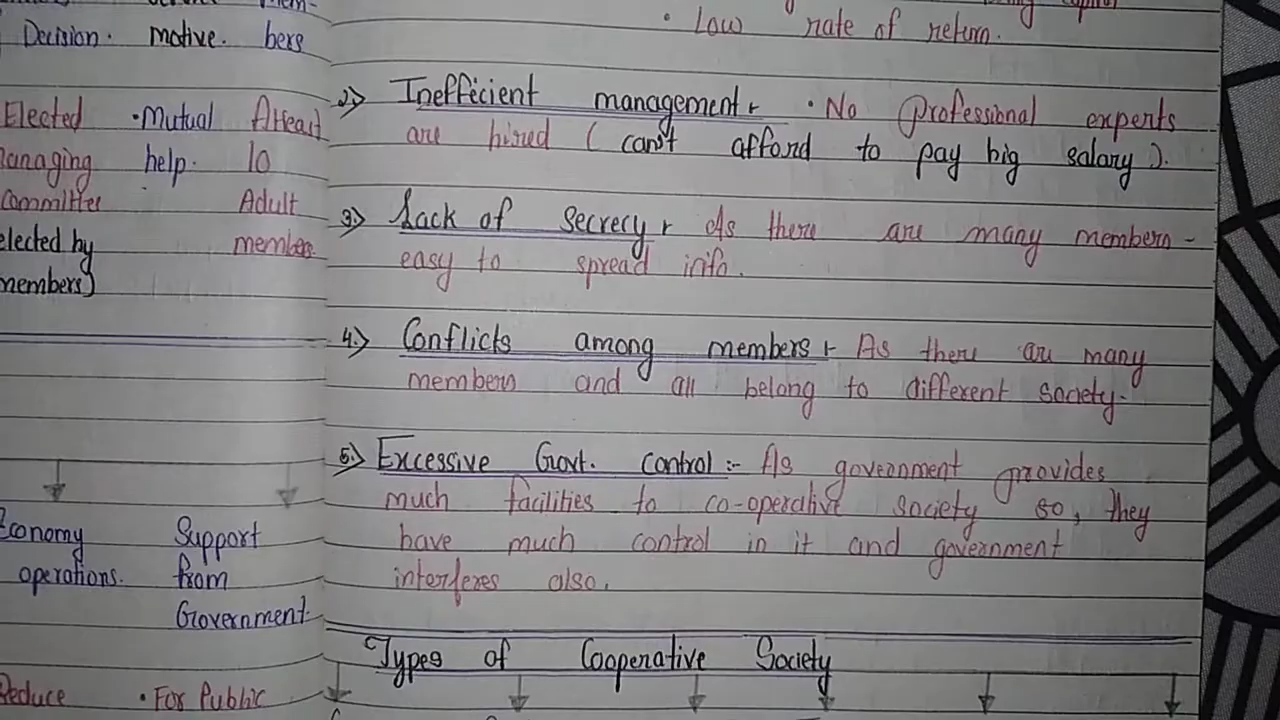 Decision. motive. bers
Elected •Mutual Atleast
managing help. 10
committee Adult
elected by members.
members)
Economy Support
operations. from
Government.
Reduce • For Public
• Low rate of return.
2.) Inefficient management:- • No professional experts
are hired ( can't afford to pay big salary ).
3.) Lack of secrecy:- As there are many members -
easy to spread info.
4.) Conflicts among members:- As there are many
members and all belong to different society.
5.) Excessive Govt. control :- As government provides
much facilities to co-operative society so, they
have much control in it and government
interferes also.
Types of Cooperative Society